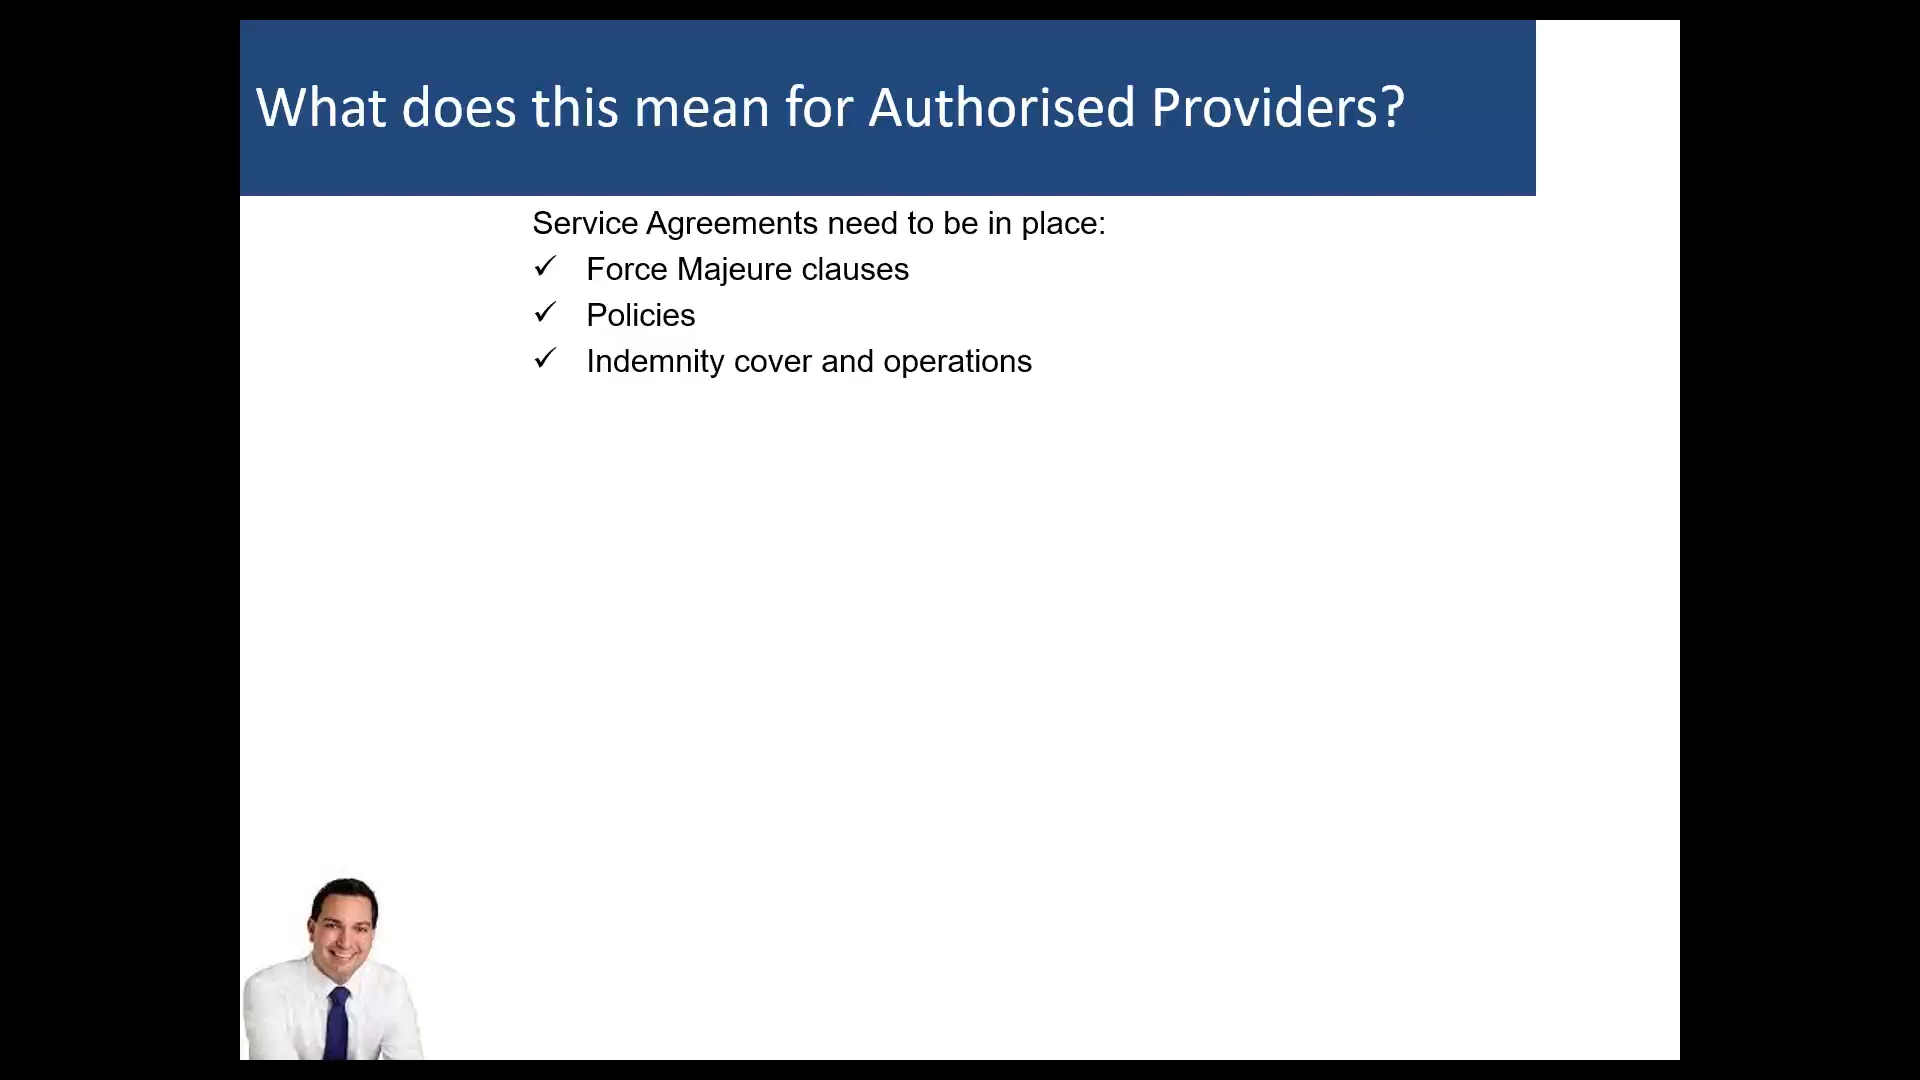 What does this mean for Authorised Providers?
Service Agreements need to be in place:
✓ Force Majeure clauses
✓ Policies
✓ Indemnity cover and operations